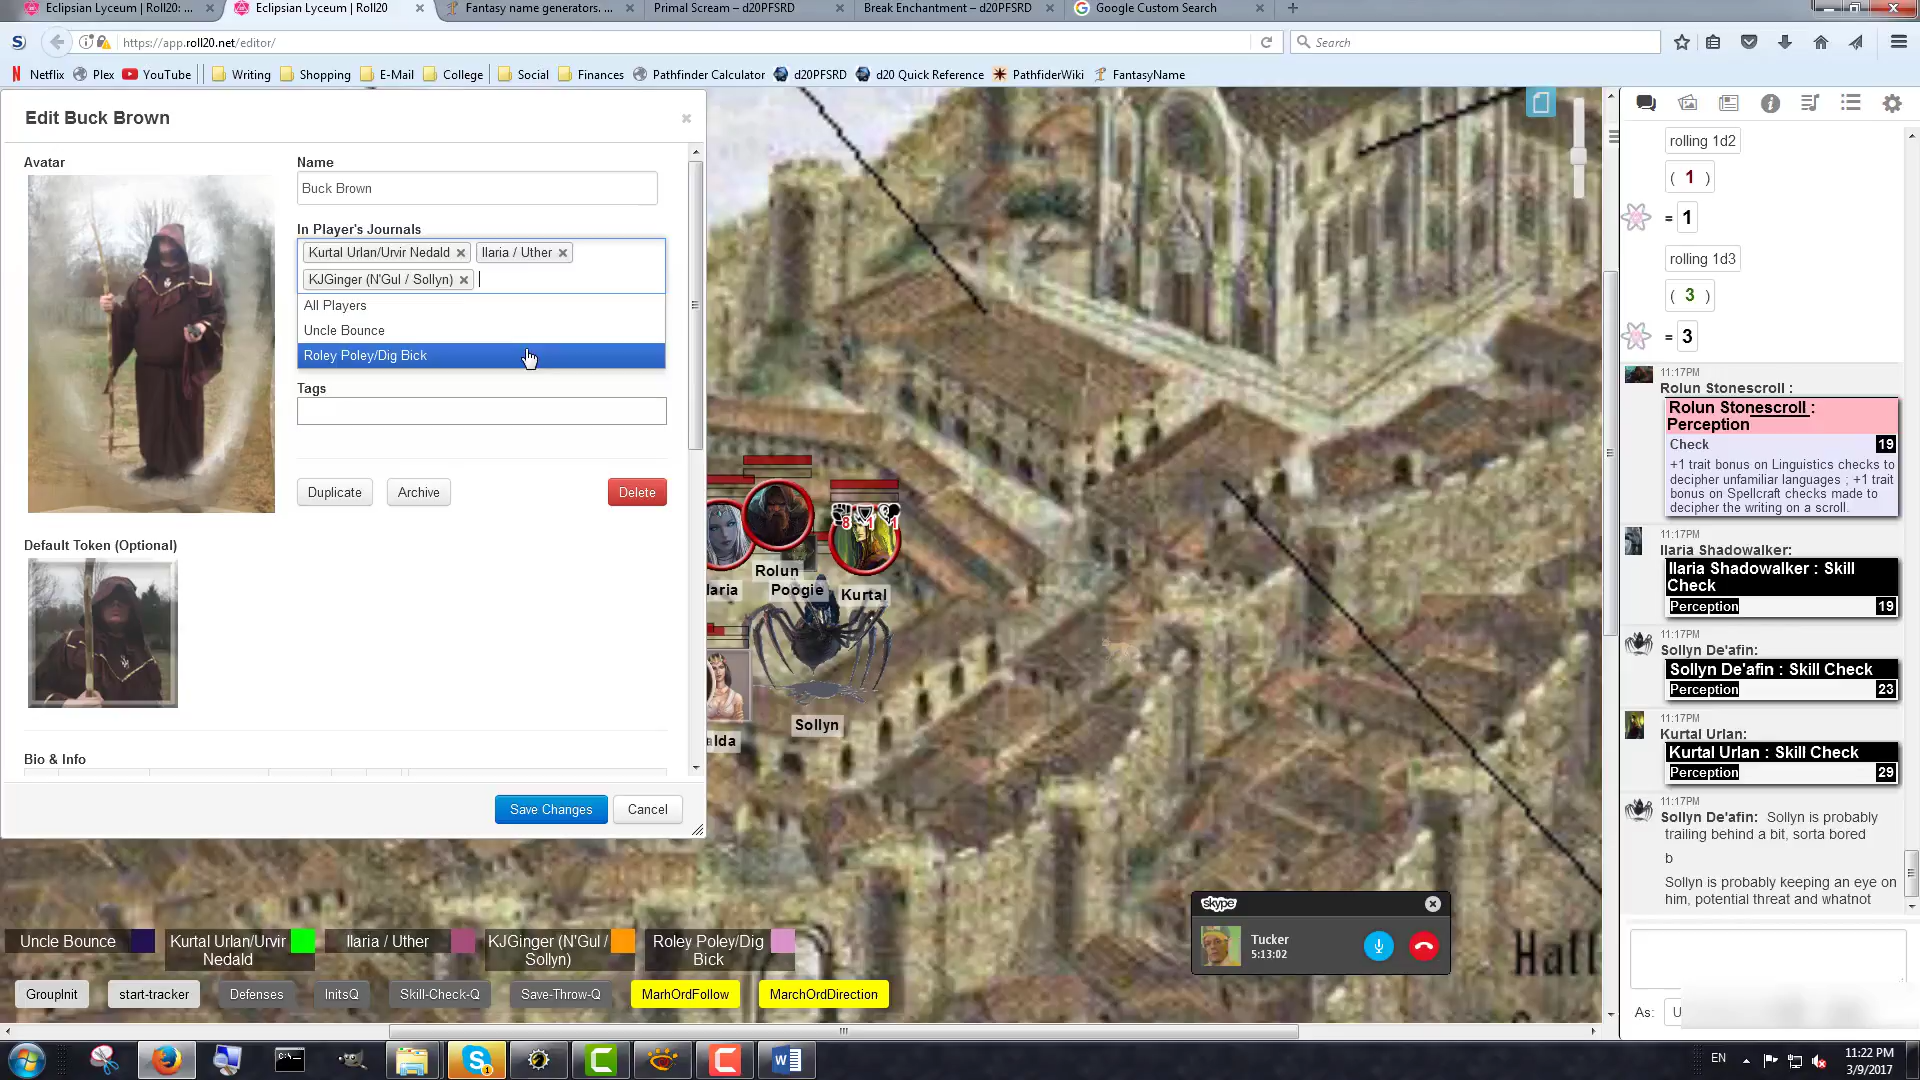 Eclipsian Lyceum | Roll20: ...
Eclipsian Lyceum | Roll20
Fantasy name generators. ...
Primal Scream – d20PFSRD
Break Enchantment – d20PFSRD
Google Custom Search
https://app.roll20.net/editor/
Search
Netflix
Plex
YouTube
Writing
Shopping
E-Mail
College
Social
Finances
Pathfinder Calculator
d20PFSRD
d20 Quick Reference
PathfiderWiki
FantasyName
Edit Buck Brown
Avatar
Name
Buck Brown
In Player's Journals
Kurtal Urlan/Urvir Nedald
Ilaria / Uther
KJGinger (N'Gul / Sollyn)
All Players
Uncle Bounce
Roley Poley/Dig Bick
Tags
Duplicate
Archive
Delete
Default Token (Optional)
Bio & Info
Save Changes
Cancel
8 1 1
laria
Rolun
Poogie
Kurtal
Sollyn
alda
Hall
rolling 1d2
( 1 )
= 1
rolling 1d3
( 3 )
= 3
11:17PM
Rolun Stonescroll :
Rolun Stonescroll :
Perception
Check 19
+1 trait bonus on Linguistics checks to
decipher unfamiliar languages ; +1 trait
bonus on Spellcraft checks made to
decipher the writing on a scroll.
11:17PM
Ilaria Shadowalker:
Ilaria Shadowalker : Skill
Check
Perception 19
11:17PM
Sollyn De'afin:
Sollyn De'afin : Skill Check
Perception 23
11:17PM
Kurtal Urlan:
Kurtal Urlan : Skill Check
Perception 29
11:17PM
Sollyn De'afin: Sollyn is probably
trailing behind a bit, sorta bored
b
Sollyn is probably keeping an eye on
him, potential threat and whatnot
As: U
skype
Tucker
5:13:02
Uncle Bounce
Kurtal Urlan/Urvir
Nedald
Ilaria / Uther
KJGinger (N'Gul /
Sollyn)
Roley Poley/Dig
Bick
GroupInit
start-tracker
Defenses
InitsQ
Skill-Check-Q
Save-Throw-Q
MarhOrdFollow
MarchOrdDirection
EN
11:22 PM
3/9/2017